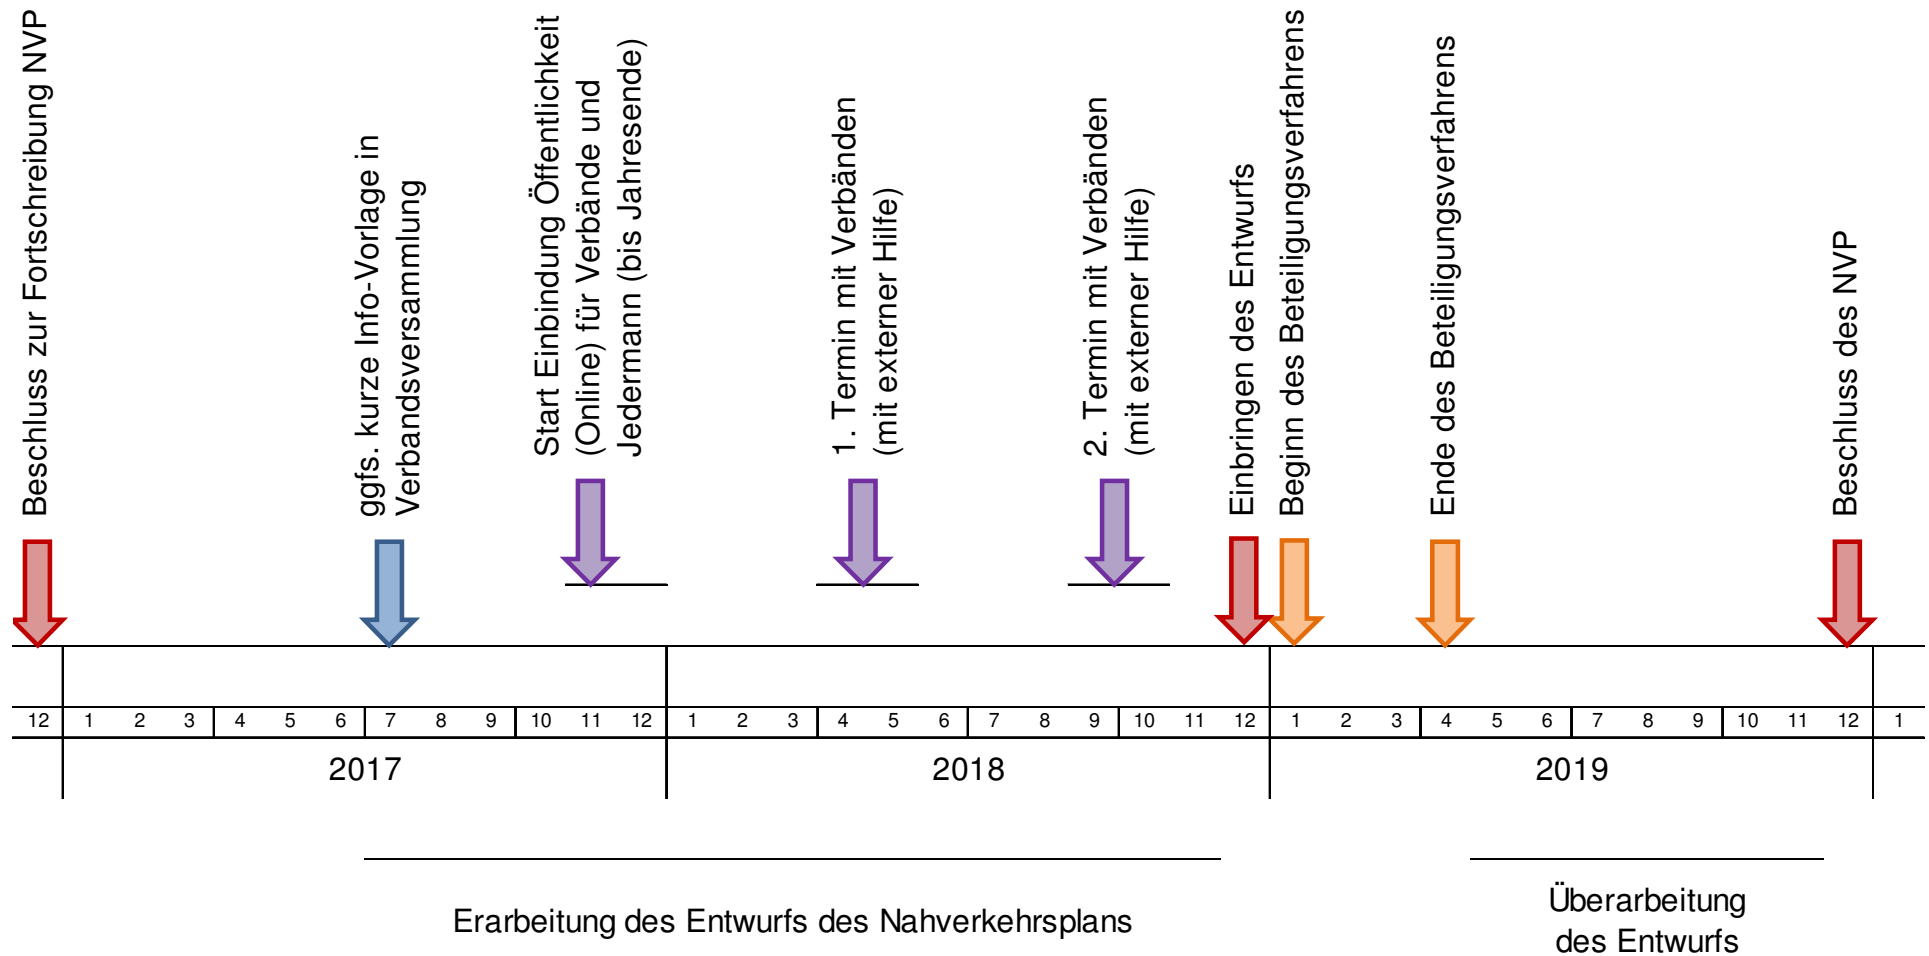 Beschluss zur Fortschreibung NVP
ggfs. kurze Info-Vorlage in
Verbandsversammlung
Start Einbindung Öffentlichkeit
(Online) für Verbände und
Jedermann (bis Jahresende)
1. Termin mit Verbänden
(mit externer Hilfe)
2. Termin mit Verbänden
(mit externer Hilfe)
Einbringen des Entwurfs
Beginn des Beteiligungsverfahrens
Ende des Beteiligungsverfahrens
Beschluss des NVP
12 1 2 3 4 5 6 7 8 9 10 11 12 1 2 3 4 5 6 7 8 9 10 11 12 1 2 3 4 5 6 7 8 9 10 11 12 1
2017 2018 2019
Erarbeitung des Entwurfs des Nahverkehrsplans
Überarbeitung
des Entwurfs